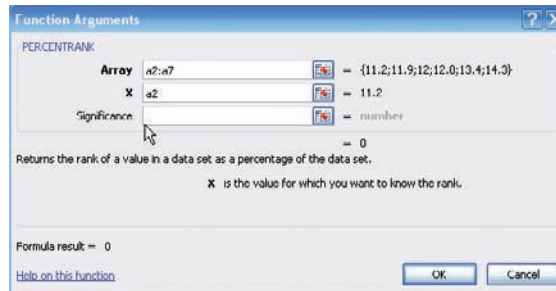 Function Arguments
PERCENTRANK
Array a2:a7 = {11.2;11.9;12;12.8;13.4;14.3}
X a2 = 11.2
Significance = number
= 0
Returns the rank of a value in a data set as a percentage of the data set.
X is the value for which you want to know the rank.
Formula result = 0
Help on this function
OK Cancel